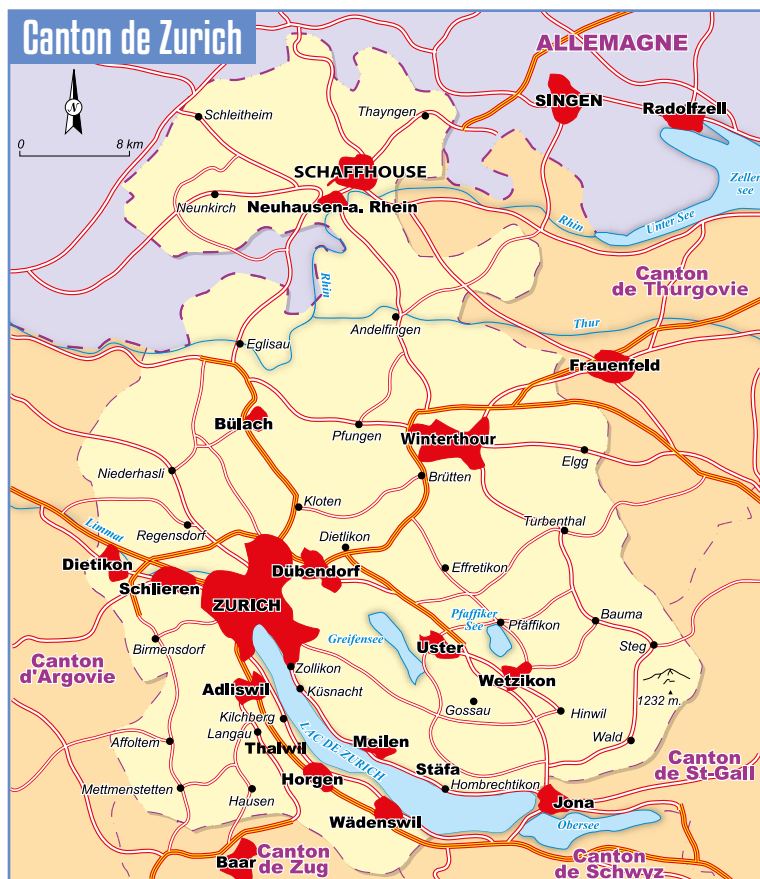 Canton de Zurich
ALLEMAGNE
N
0 8 km
Schleitheim
Thayngen
SINGEN
Radolfzell
SCHAFFHOUSE
Zeller
see
Neunkirch
Neuhausen-a. Rhein
Rhin
Unter See
Rhin
Canton
de Thurgovie
Andelfingen
Thur
Eglisau
Frauenfeld
Bülach
Pfungen
Winterthour
Elgg
Niederhasli
Brütten
Kloten
Limmat
Regensdorf
Dietlikon
Turbenthal
Dietikon
Dübendorf
Effretikon
Schlieren
ZURICH
Pfaffiker
See
Pfäffikon
Bauma
Greifensee
Birmensdorf
Uster
Steg
Canton
d'Argovie
Zollikon
Wetzikon
Adliswil
Küsnacht
1232 m.
Gossau
Hinwil
Kilchberg
Langau
LAC DE ZURICH
Affoltern
Thalwil
Meilen
Wald
Canton
de St-Gall
Horgen
Stäfa
Mettmenstetten
Hausen
Hombrechtikon
Jona
Wädenswil
Obersee
Baar
Canton
de Zug
Canton
de Schwyz